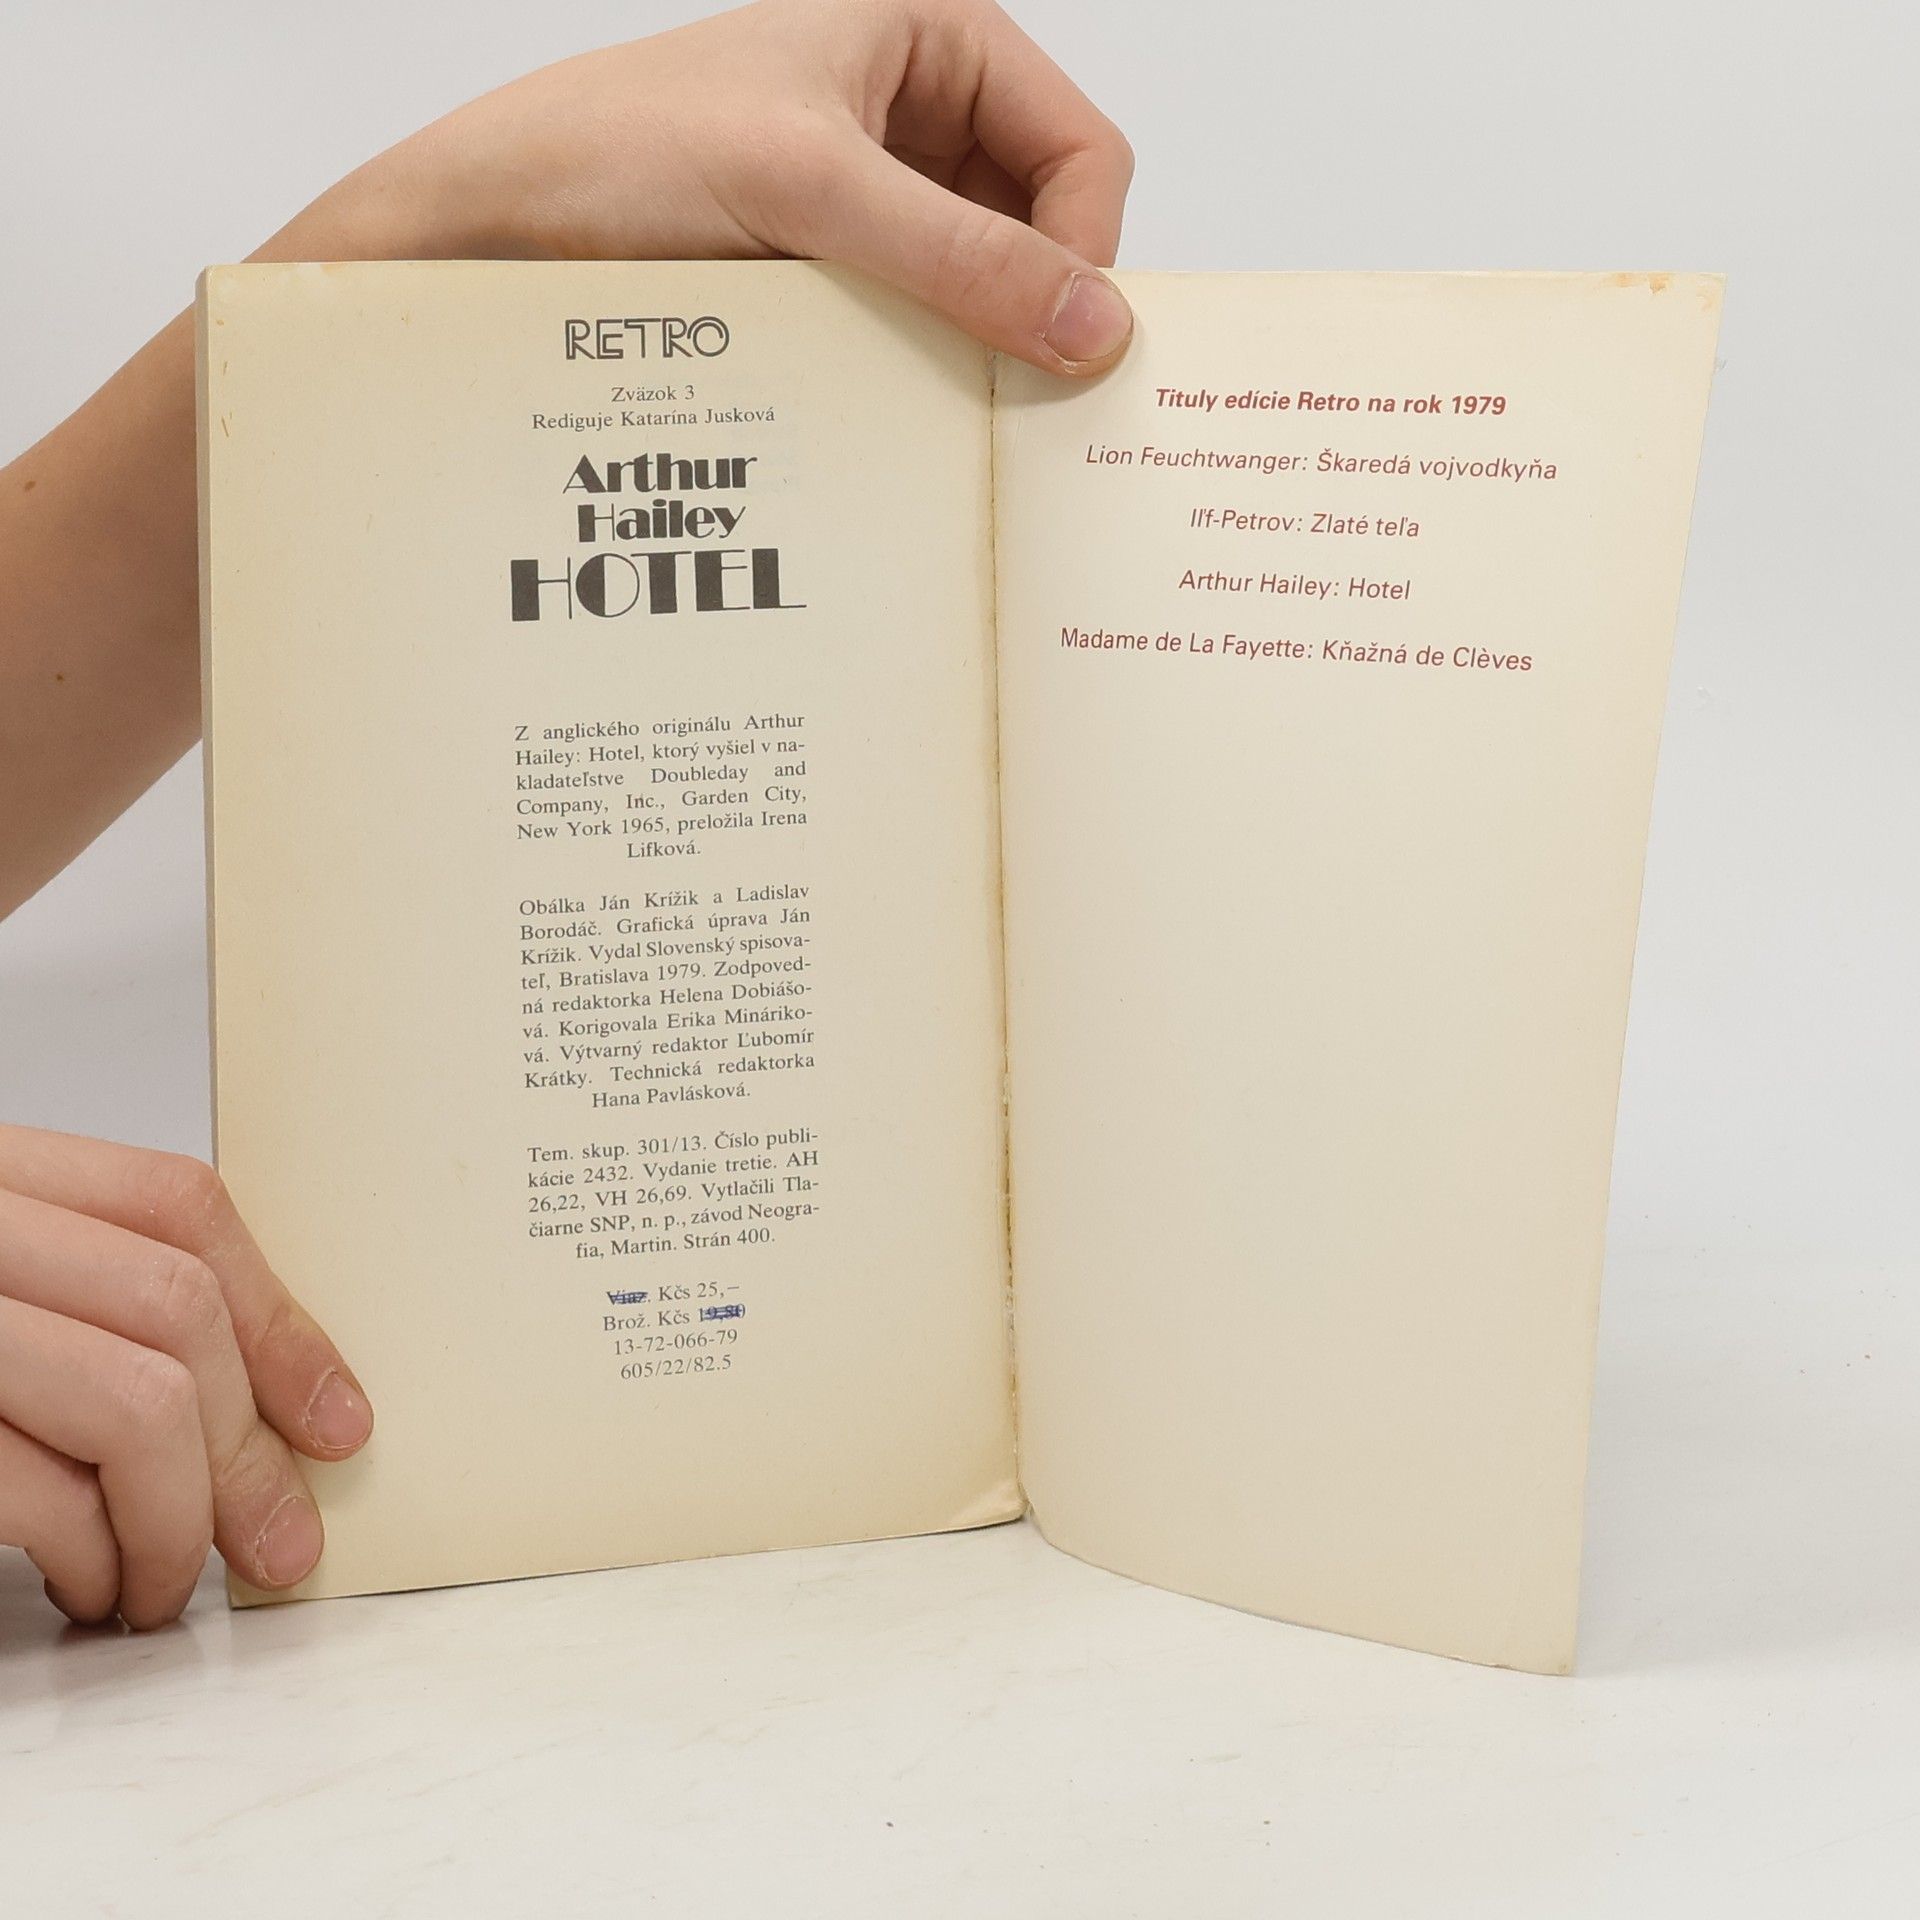 RETRO
Zväzok 3
Rediguje Katarína Jusková
Arthur
Hailey
HOTEL
Z anglického originálu Arthur
Hailey: Hotel, ktorý vyšiel v na-
kladateľstve Doubleday and
Company, Inc., Garden City,
New York 1965, preložila Irena
Lifková.
Obálka Ján Krížik a Ladislav
Borodáč. Grafická úprava Ján
Krížik. Vydal Slovenský spisova-
teľ, Bratislava 1979. Zodpoved-
ná redaktorka Helena Dobiášo-
vá. Korigovala Erika Mináriko-
vá. Výtvarný redaktor Ľubomír
Krátky. Technická redaktorka
Hana Pavlásková.
Tem. skup. 301/13. Číslo publi-
kácie 2432. Vydanie tretie. AH
26,22, VH 26,69. Vytlačili Tla-
čiarne SNP, n. p., závod Neogra-
fia, Martin. Strán 400.
Viaz. Kčs 25,–
Brož. Kčs 19,80
13-72-066-79
605/22/82.5
Tituly edície Retro na rok 1979
Lion Feuchtwanger: Škaredá vojvodkyňa
Iľf-Petrov: Zlaté teľa
Arthur Hailey: Hotel
Madame de La Fayette: Kňažná de Clèves